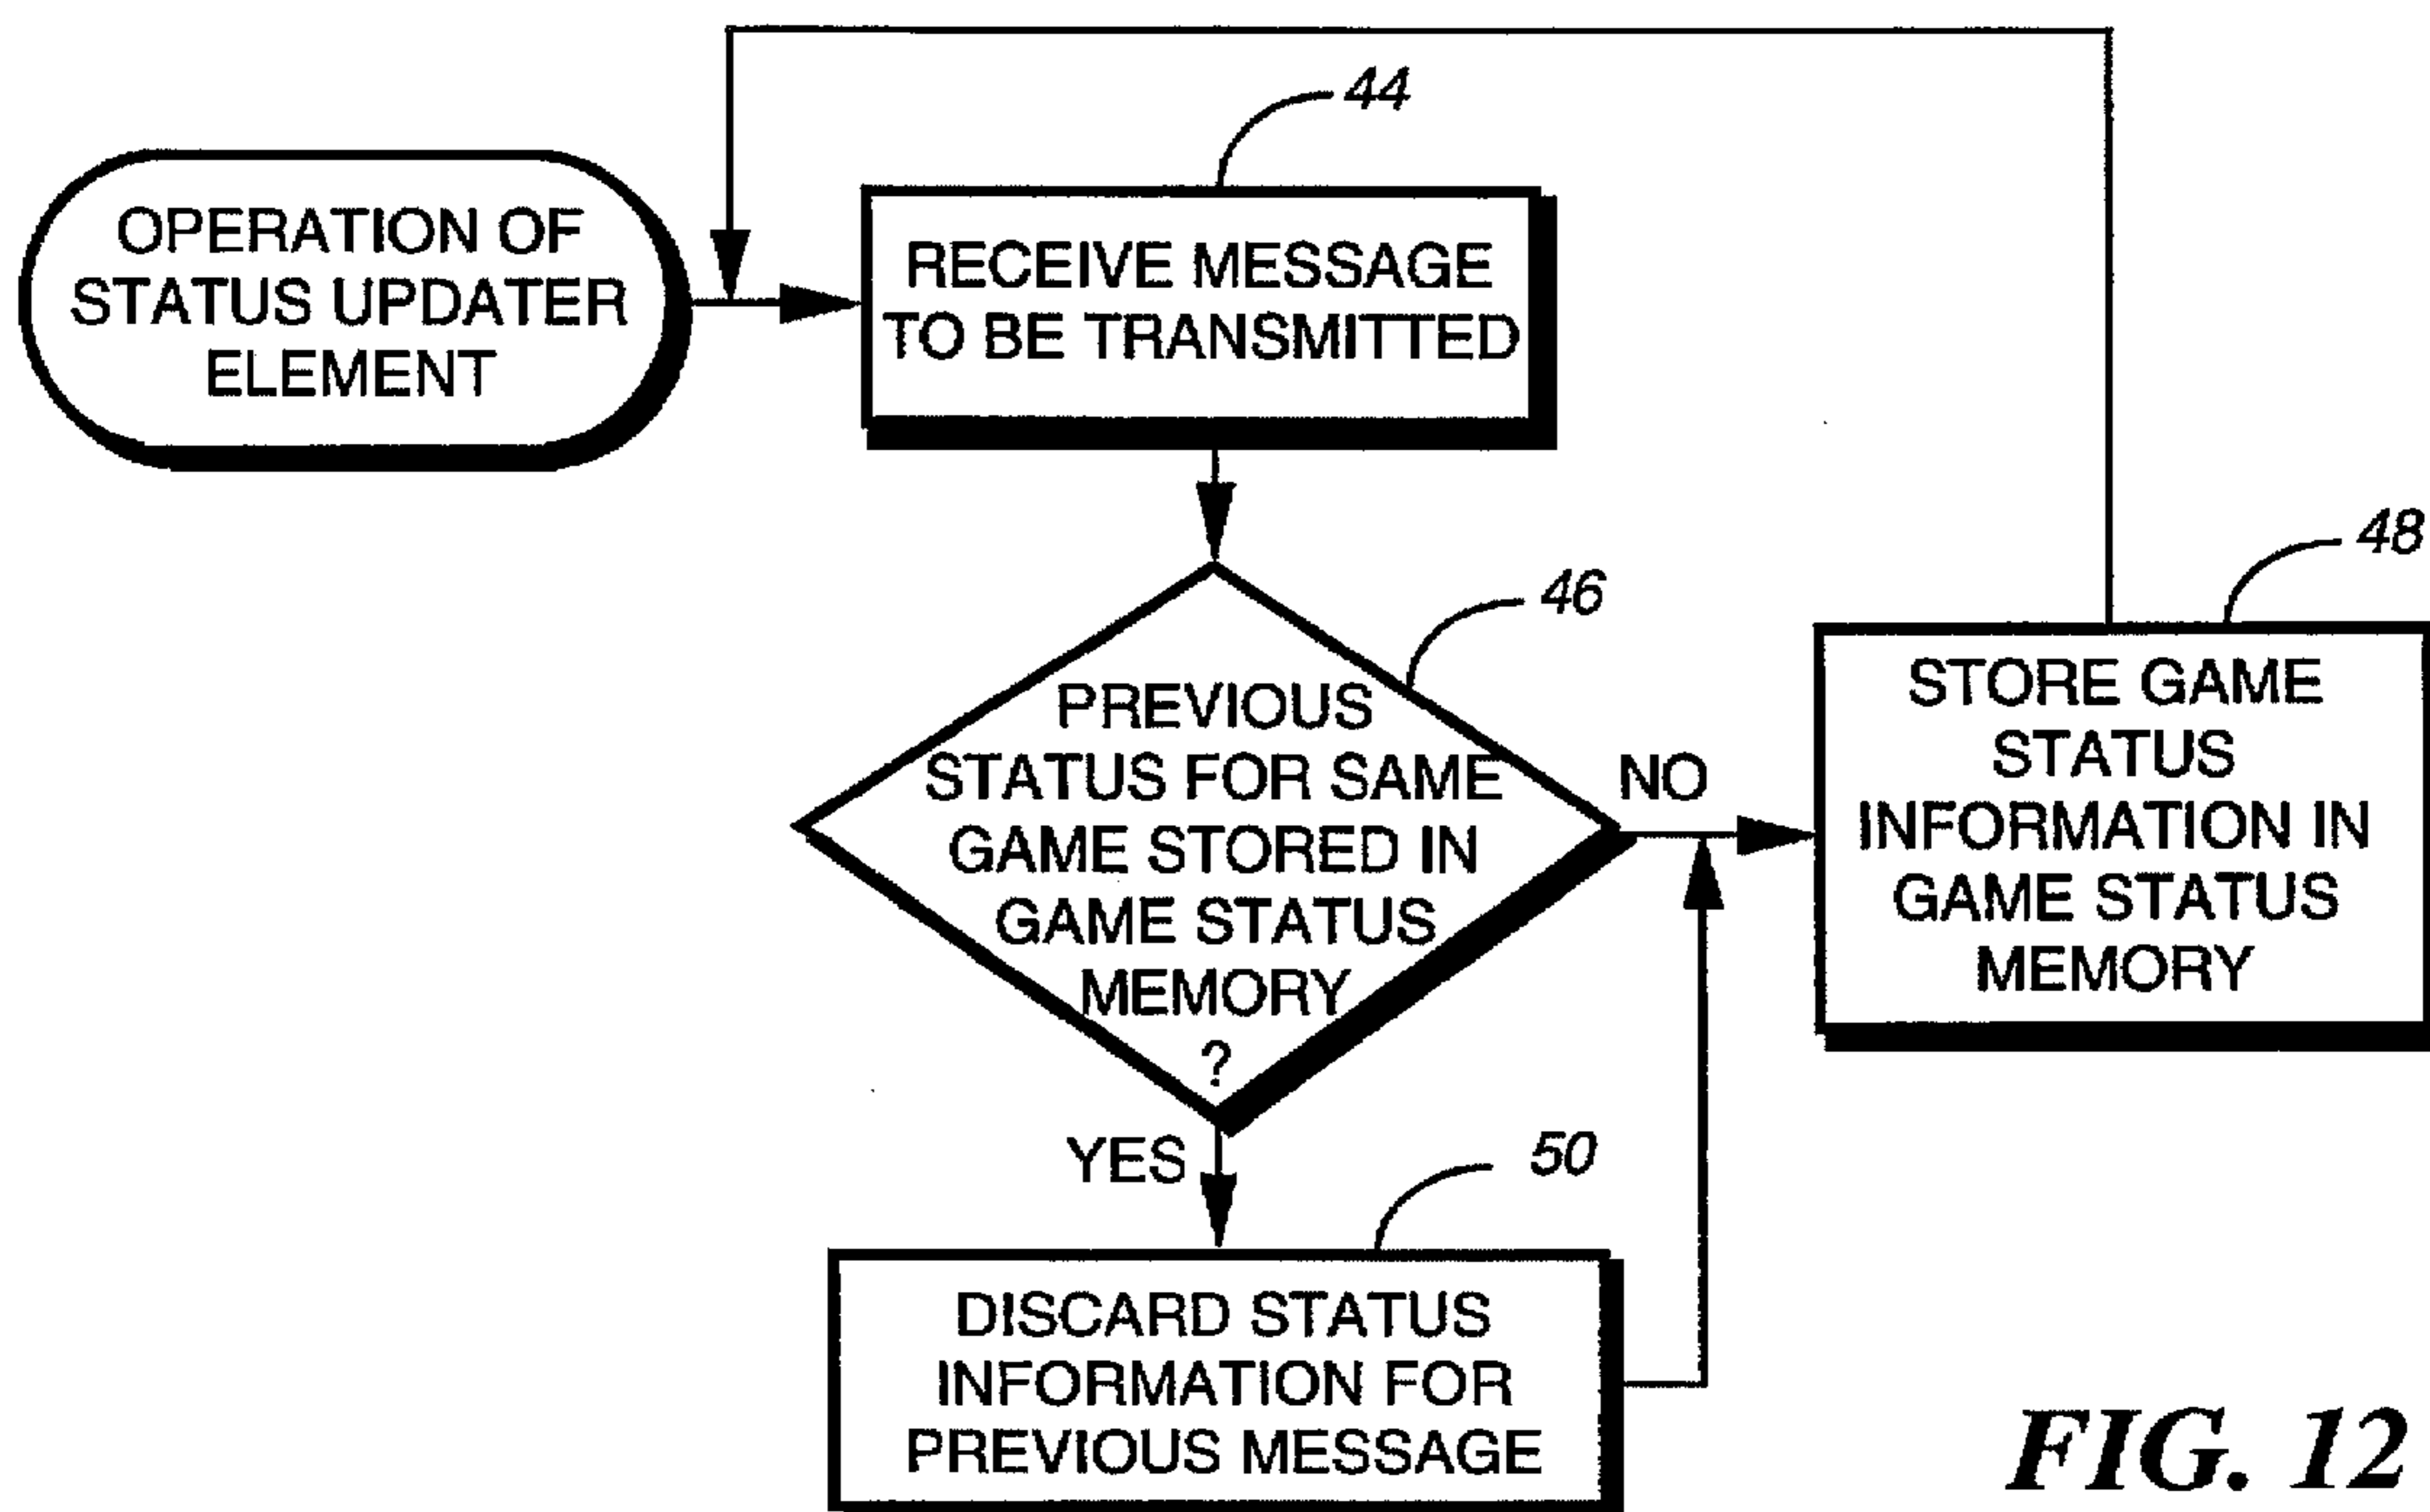 44
OPERATION OF
STATUS UPDATER
ELEMENT
RECEIVE MESSAGE
TO BE TRANSMITTED
46
PREVIOUS
STATUS FOR SAME
GAME STORED IN
GAME STATUS
MEMORY
?
NO
YES
48
STORE GAME
STATUS
INFORMATION IN
GAME STATUS
MEMORY
50
DISCARD STATUS
INFORMATION FOR
PREVIOUS MESSAGE
FIG. 12